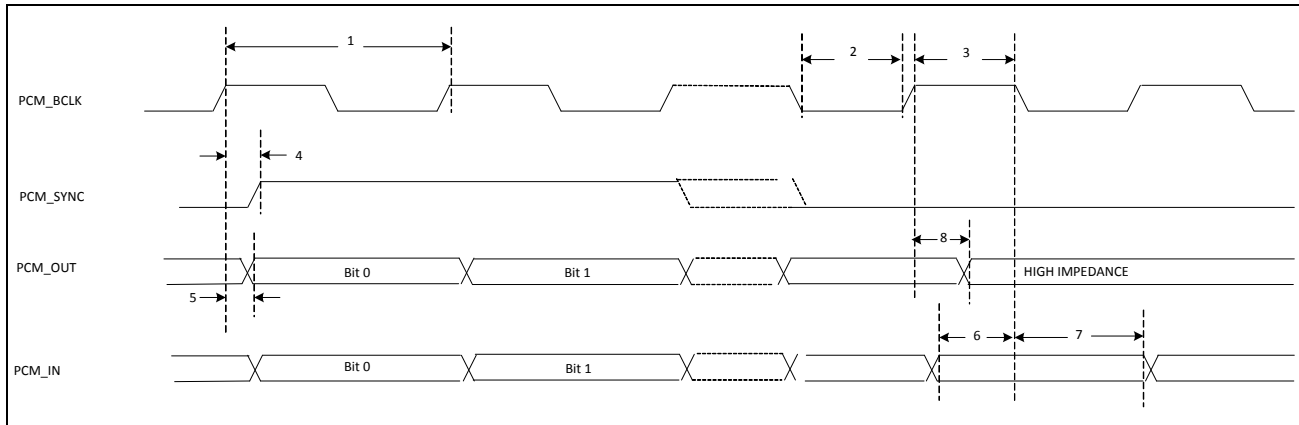 1
2
3
PCM_BCLK
4
PCM_SYNC
8
PCM_OUT
Bit 0
Bit 1
HIGH IMPEDANCE
5
6
7
PCM_IN
Bit 0
Bit 1